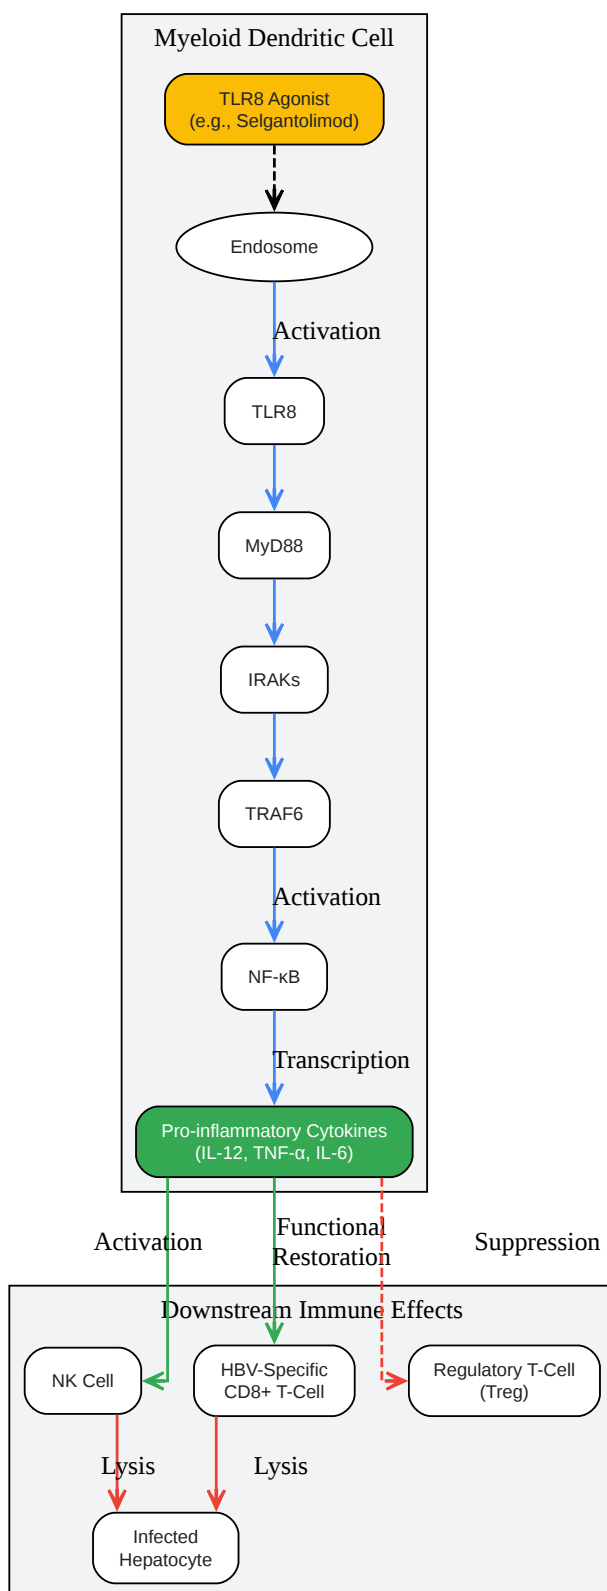 Myeloid Dendritic Cell
TLR8 Agonist
(e.g., Selgantolimod)
Endosome
Activation
TLR8
MyD88
IRAKs
TRAF6
Activation
NF-κB
Transcription
Pro-inflammatory Cytokines
(IL-12, TNF-α, IL-6)
Activation
Functional
Restoration
Suppression
Downstream Immune Effects
NK Cell
HBV-Specific
CD8+ T-Cell
Regulatory T-Cell
(Treg)
Lysis
Lysis
Infected
Hepatocyte